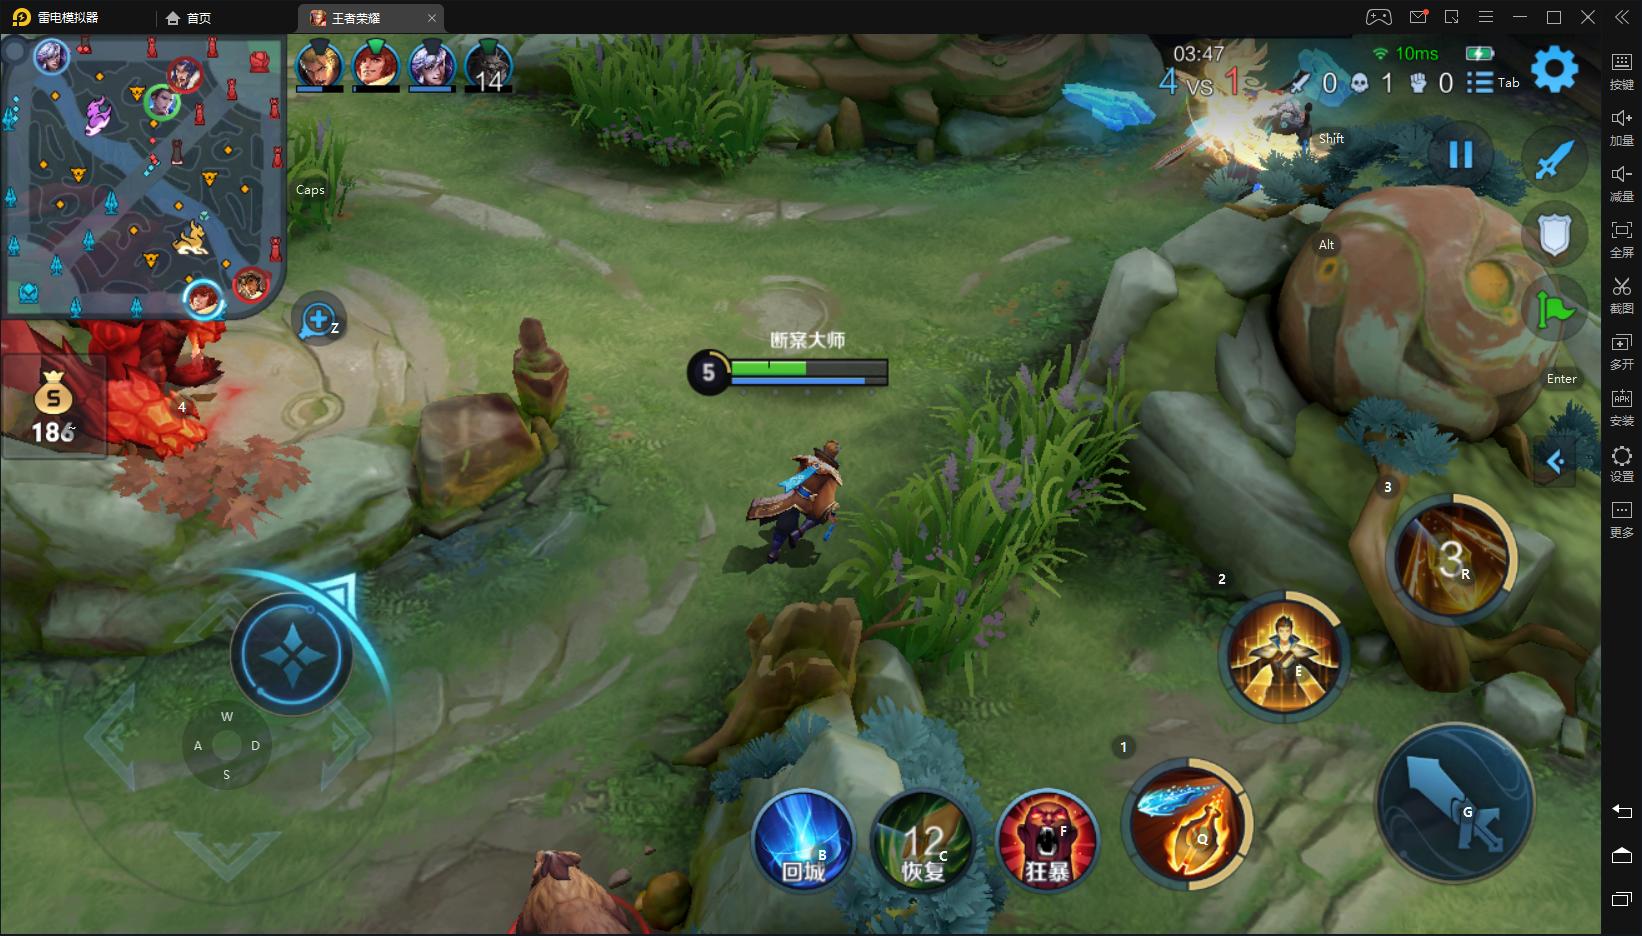 雷电模拟器
首页
王者荣耀
14
03:47
10ms
4 VS 1
0
1
0
Tab
Shift
Caps
Alt
Z
S
186
4
断案大师
5
Enter
3
3
R
2
E
W
A
D
S
1
Q
G
B
回城
12
C
恢复
F
狂暴
按键
加量
减量
全屏
截图
多开
APK
安装
设置
更多